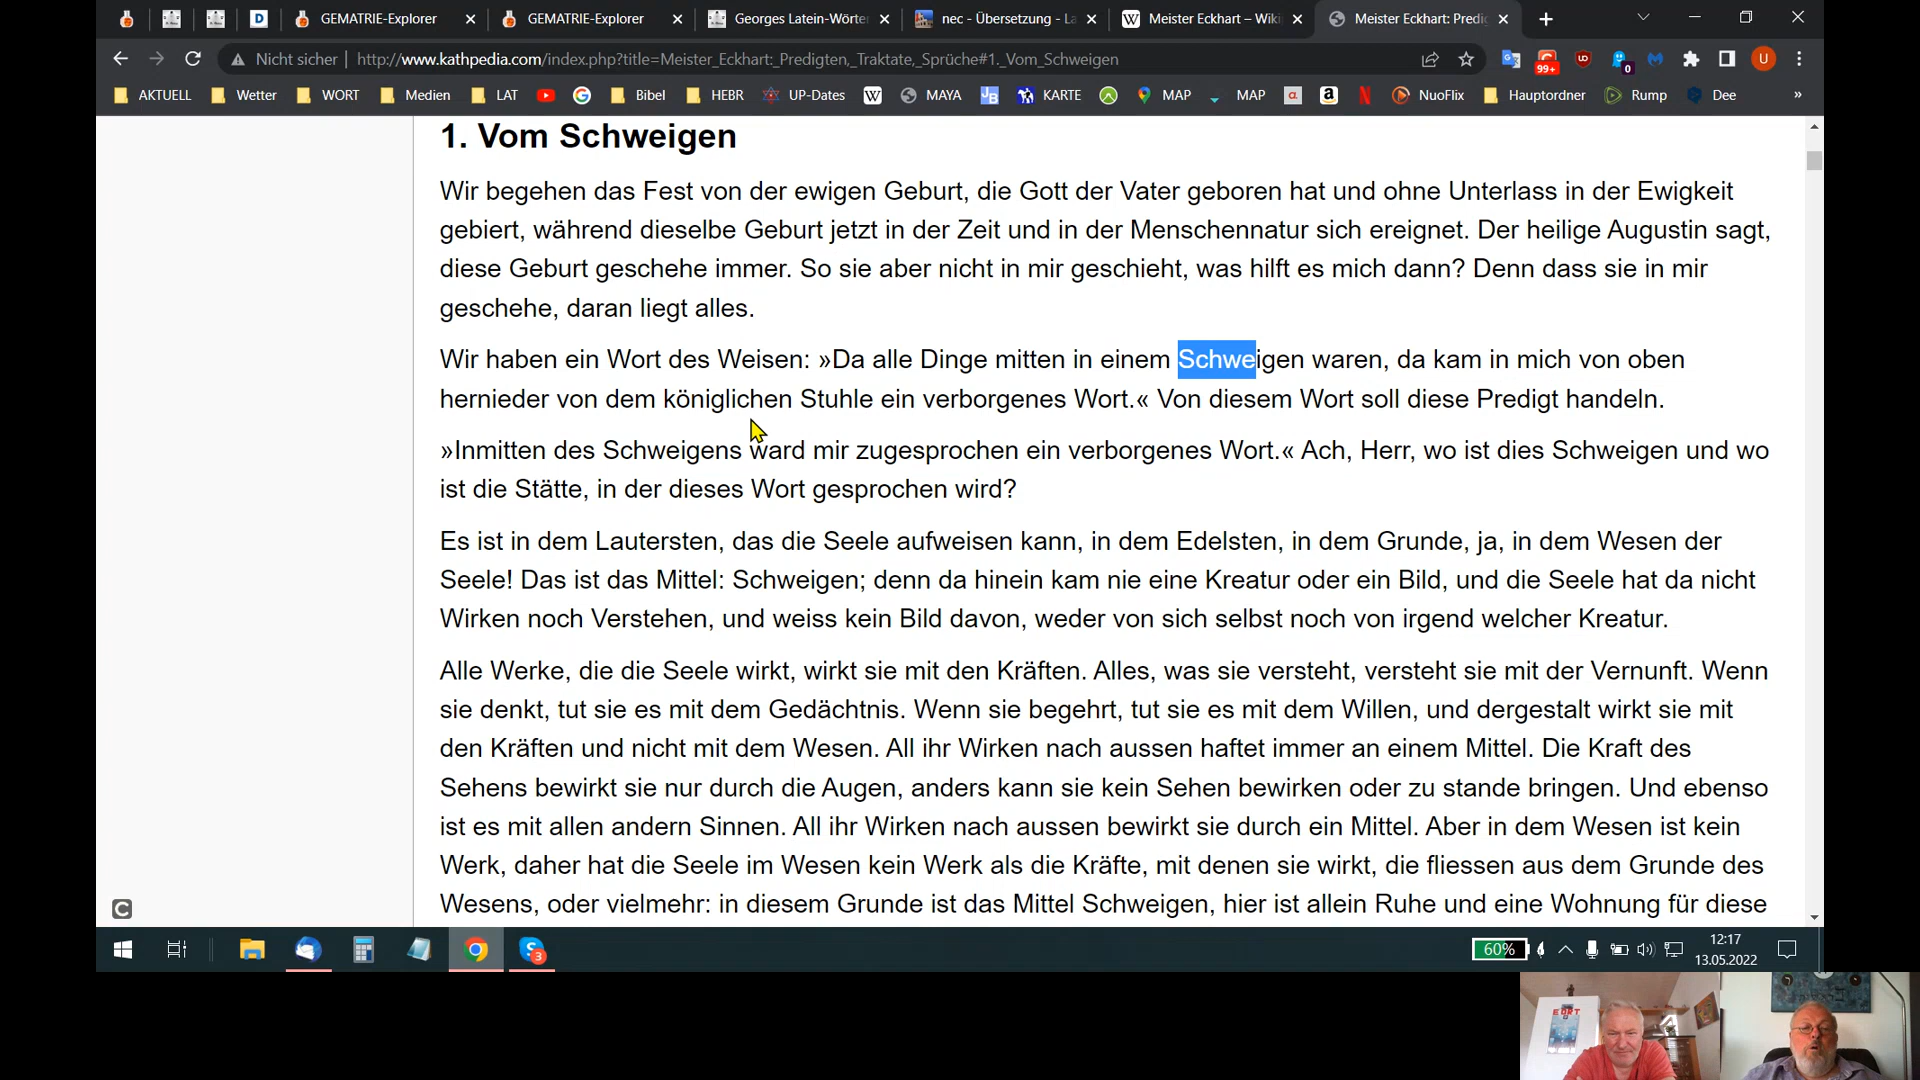 GEMATRIE-Explorer GEMATRIE-Explorer Georges Latein-Wörter nec - Übersetzung - La Meister Eckhart – Wiki Meister Eckhart: Predig
Nicht sicher http://www.kathpedia.com/index.php?title=Meister_Eckhart:_Predigten,_Traktate,_Sprüche#1._Vom_Schweigen 99+ 0 U
AKTUELL Wetter WORT Medien LAT Bibel HEBR UP-Dates MAYA KARTE MAP MAP NuoFlix Hauptordner Rump Dee »
1. Vom Schweigen
Wir begehen das Fest von der ewigen Geburt, die Gott der Vater geboren hat und ohne Unterlass in der Ewigkeit
gebiert, während dieselbe Geburt jetzt in der Zeit und in der Menschennatur sich ereignet. Der heilige Augustin sagt,
diese Geburt geschehe immer. So sie aber nicht in mir geschieht, was hilft es mich dann? Denn dass sie in mir
geschehe, daran liegt alles.
Wir haben ein Wort des Weisen: »Da alle Dinge mitten in einem Schweigen waren, da kam in mich von oben
hernieder von dem königlichen Stuhle ein verborgenes Wort.« Von diesem Wort soll diese Predigt handeln.
»Inmitten des Schweigens ward mir zugesprochen ein verborgenes Wort.« Ach, Herr, wo ist dies Schweigen und wo
ist die Stätte, in der dieses Wort gesprochen wird?
Es ist in dem Lautersten, das die Seele aufweisen kann, in dem Edelsten, in dem Grunde, ja, in dem Wesen der
Seele! Das ist das Mittel: Schweigen; denn da hinein kam nie eine Kreatur oder ein Bild, und die Seele hat da nicht
Wirken noch Verstehen, und weiss kein Bild davon, weder von sich selbst noch von irgend welcher Kreatur.
Alle Werke, die die Seele wirkt, wirkt sie mit den Kräften. Alles, was sie versteht, versteht sie mit der Vernunft. Wenn
sie denkt, tut sie es mit dem Gedächtnis. Wenn sie begehrt, tut sie es mit dem Willen, und dergestalt wirkt sie mit
den Kräften und nicht mit dem Wesen. All ihr Wirken nach aussen haftet immer an einem Mittel. Die Kraft des
Sehens bewirkt sie nur durch die Augen, anders kann sie kein Sehen bewirken oder zu stande bringen. Und ebenso
ist es mit allen andern Sinnen. All ihr Wirken nach aussen bewirkt sie durch ein Mittel. Aber in dem Wesen ist kein
Werk, daher hat die Seele im Wesen kein Werk als die Kräfte, mit denen sie wirkt, die fliessen aus dem Grunde des
Wesens, oder vielmehr: in diesem Grunde ist das Mittel Schweigen, hier ist allein Ruhe und eine Wohnung für diese
60% 12:17
13.05.2022